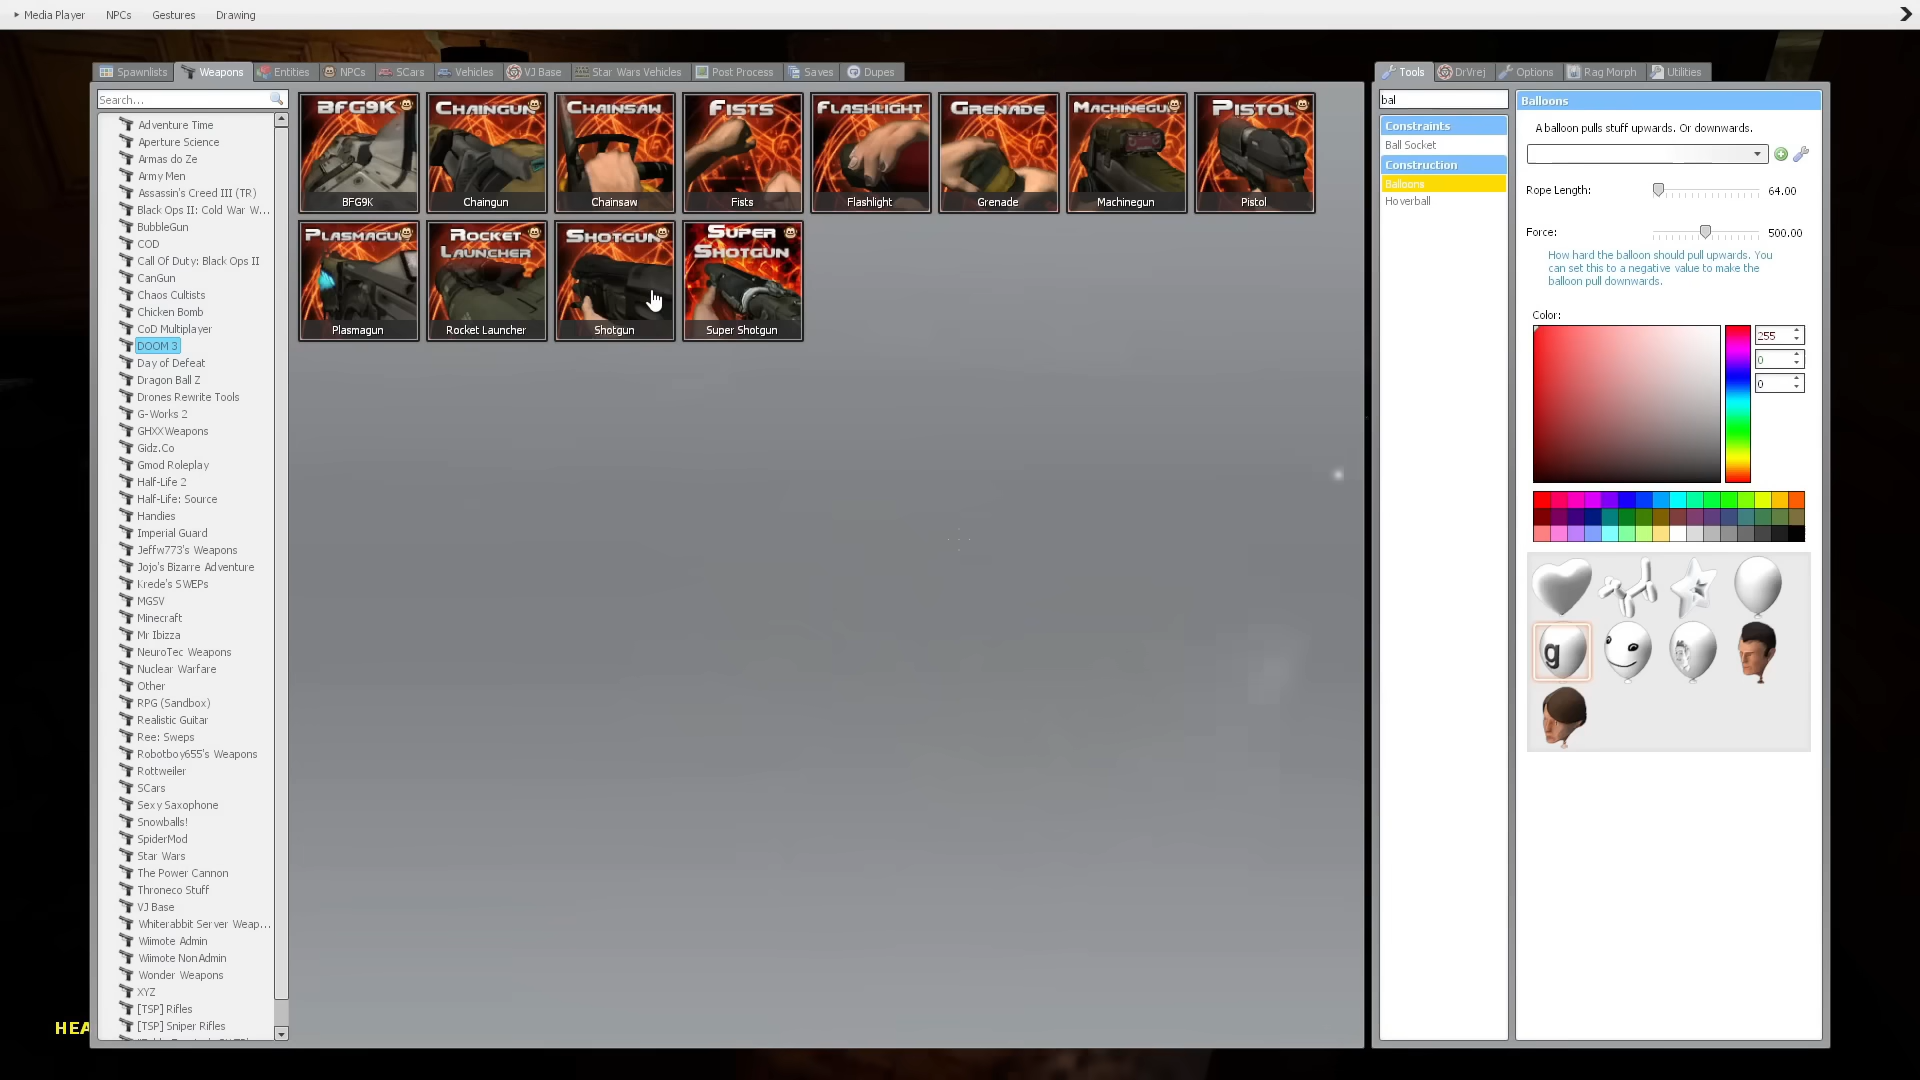 Media Player NPCs Gestures Drawing
Spawnlists Weapons Entities NPCs SCars Vehicles VJ Base Star Wars Vehicles Post Process Saves Dupes
Search...
Adventure Time
Aperture Science
Armas do Ze
Army Men
Assassin's Creed III (TR)
Black Ops II: Cold War W...
BubbleGun
COD
Call Of Duty: Black Ops II
CanGun
Chaos Cultists
Chicken Bomb
CoD Multiplayer
DOOM 3
Day of Defeat
Dragon Ball Z
Drones Rewrite Tools
G-Works 2
GHXXWeapons
Gidz.Co
Gmod Roleplay
Half-Life 2
Half-Life: Source
Handies
Imperial Guard
Jeffw773's Weapons
Jojo's Bizarre Adventure
Krede's SWEPs
MGSV
Minecraft
Mr Ibizza
NeuroTec Weapons
Nuclear Warfare
Other
RPG (Sandbox)
Realistic Guitar
Ree: Sweps
Robotboy655's Weapons
Rottweiler
SCars
Sexy Saxophone
Snowballs!
SpiderMod
Star Wars
The Power Cannon
Throneco Stuff
VJ Base
Whiterabbit Server Weap...
Wiimote Admin
Wiimote NonAdmin
Wonder Weapons
XYZ
[TSP] Rifles
[TSP] Sniper Rifles
BFG9K CHAINGUN CHAINSAW FISTS FLASHLIGHT GRENADE MACHINEGUN PISTOL
BFG9K Chaingun Chainsaw Fists Flashlight Grenade Machinegun Pistol
PLASMAGUN ROCKET LAUNCHER SHOTGUN SUPER SHOTGUN
Plasmagun Rocket Launcher Shotgun Super Shotgun
Tools DrVrej Options Rag Morph Utilities
bal
Constraints
Ball Socket
Construction
Balloons
Hoverball
Balloons
A balloon pulls stuff upwards. Or downwards.
Rope Length: 64.00
Force: 500.00
How hard the balloon should pull upwards. You
can set this to a negative value to make the
balloon pull downwards.
Color:
255
0
0
g
HEA